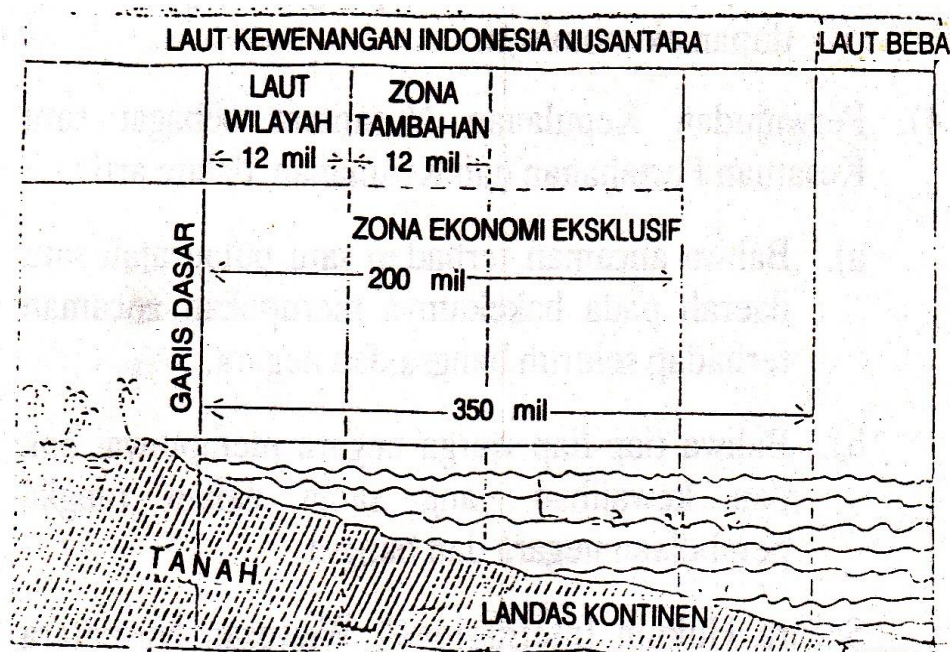 LAUT KEWENANGAN INDONESIA NUSANTARA
LAUT BEBA
LAUT
WILAYAH
÷ 12 mil ÷
ZONA
TAMBAHAN
÷ 12 mil ÷
ZONA EKONOMI EKSKLUSIF
200 mil
GARIS DASAR
350 mil
TANAH
LANDAS KONTINEN